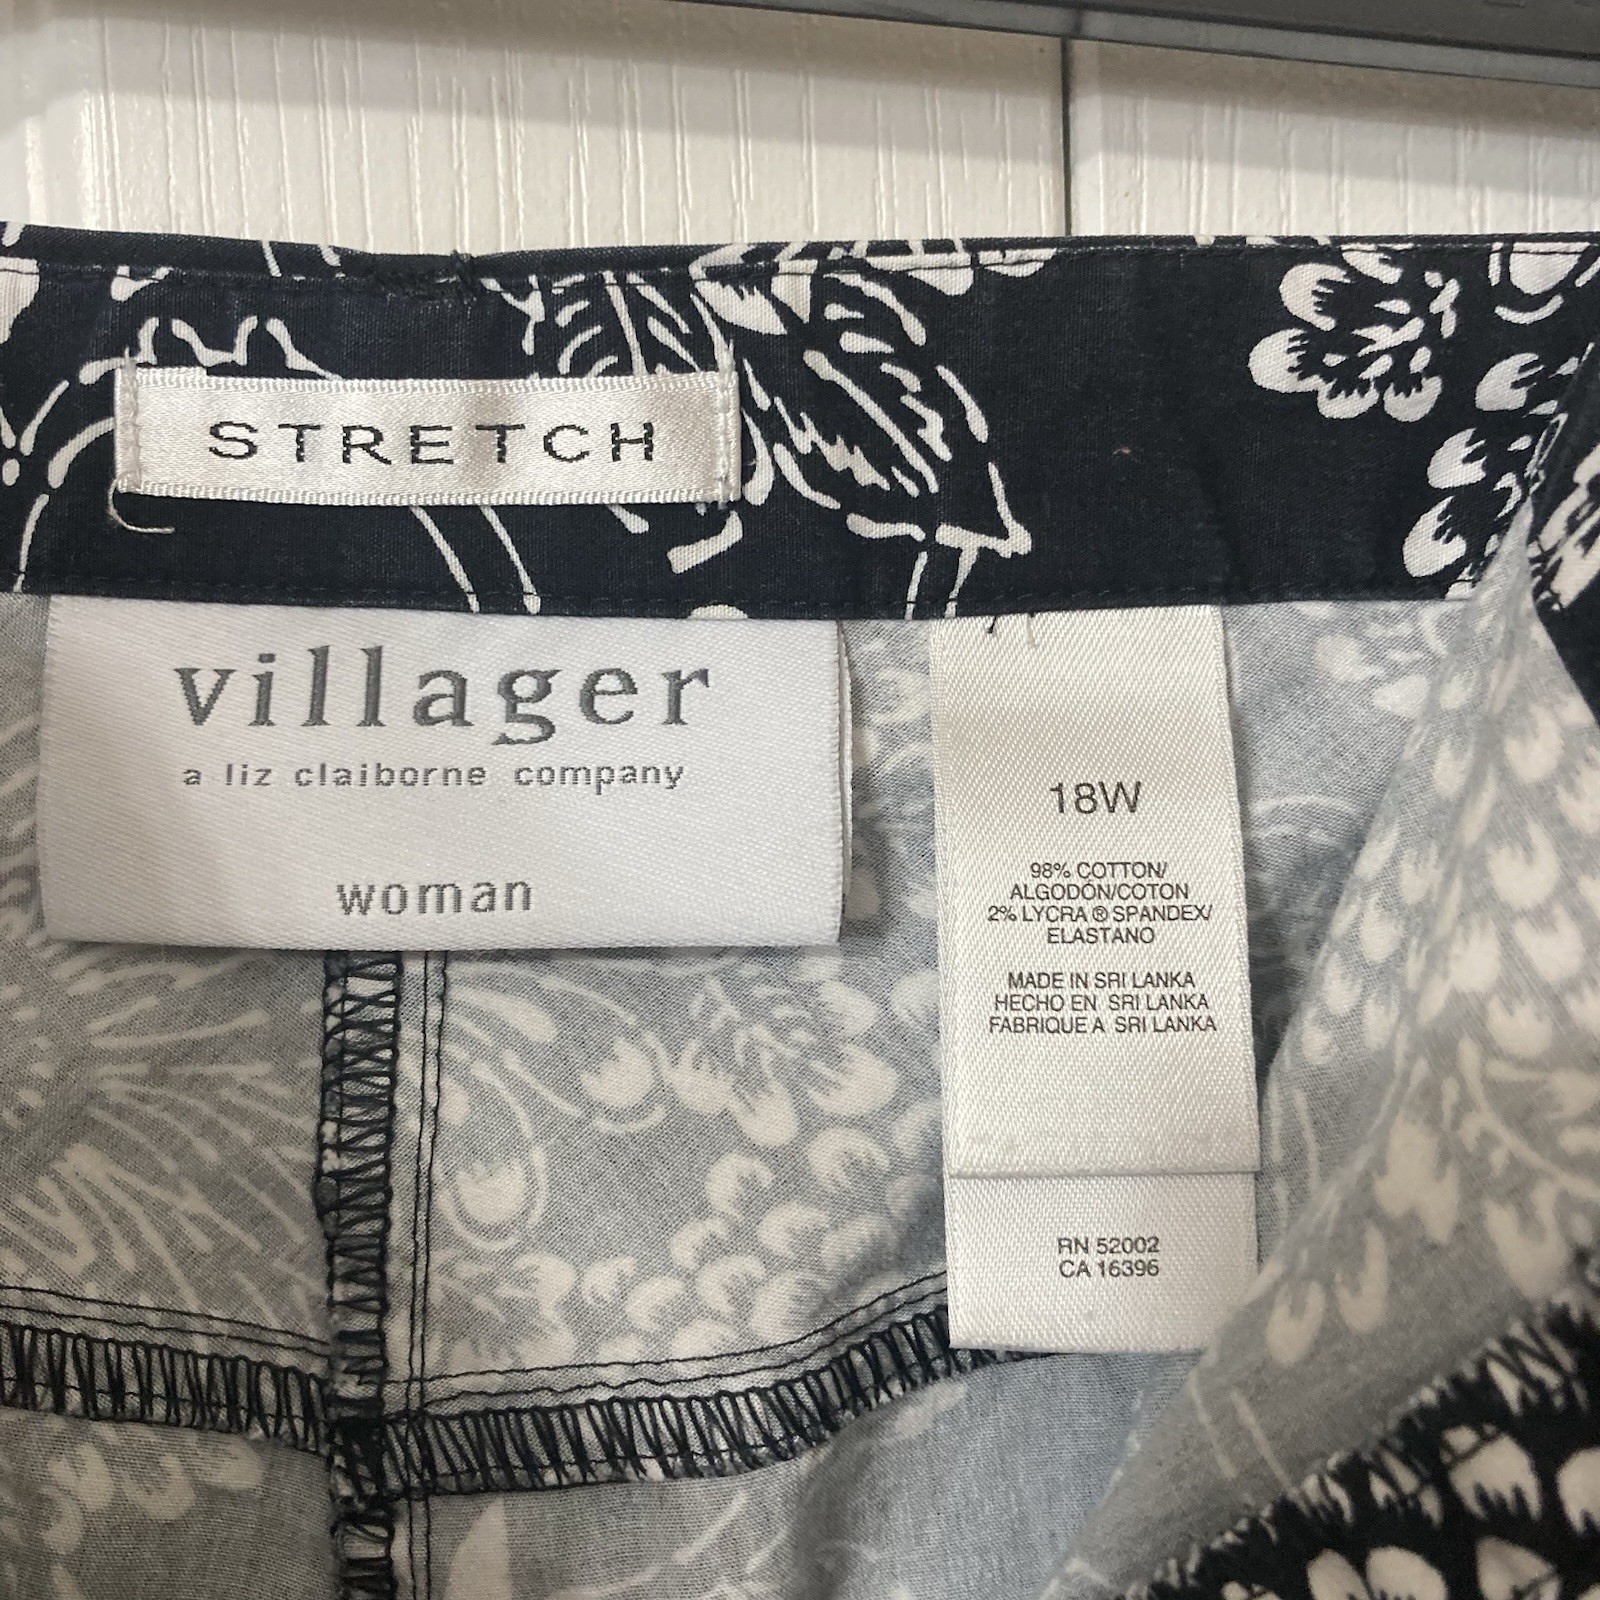 STRETCH
villager
a liz claiborne company
woman
18W
98% COTTON/
ALGODÓN/COTON
2% LYCRA ® SPANDEX/
ELASTANO
MADE IN SRI LANKA
HECHO EN SRI LANKA
FABRIQUE A SRI LANKA
RN 52002
CA 16396